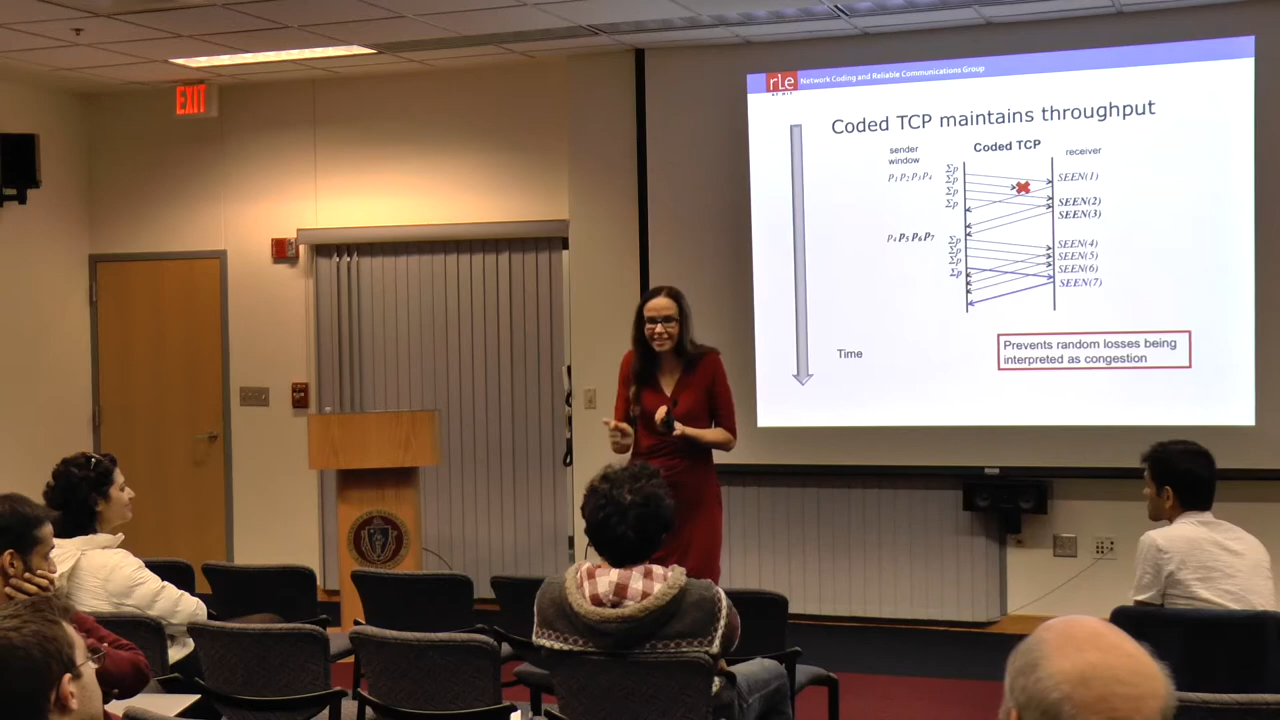 EXIT
rle
AT MIT
Network Coding and Reliable Communications Group
Coded TCP maintains throughput
Coded TCP
sender
window
receiver
p1 p2 p3 p4
Σp
Σp
Σp
Σp
SEEN(1)
SEEN(2)
SEEN(3)
p4 p5 p6 p7
Σp
Σp
Σp
Σp
SEEN(4)
SEEN(5)
SEEN(6)
SEEN(7)
Time
Prevents random losses being
interpreted as congestion